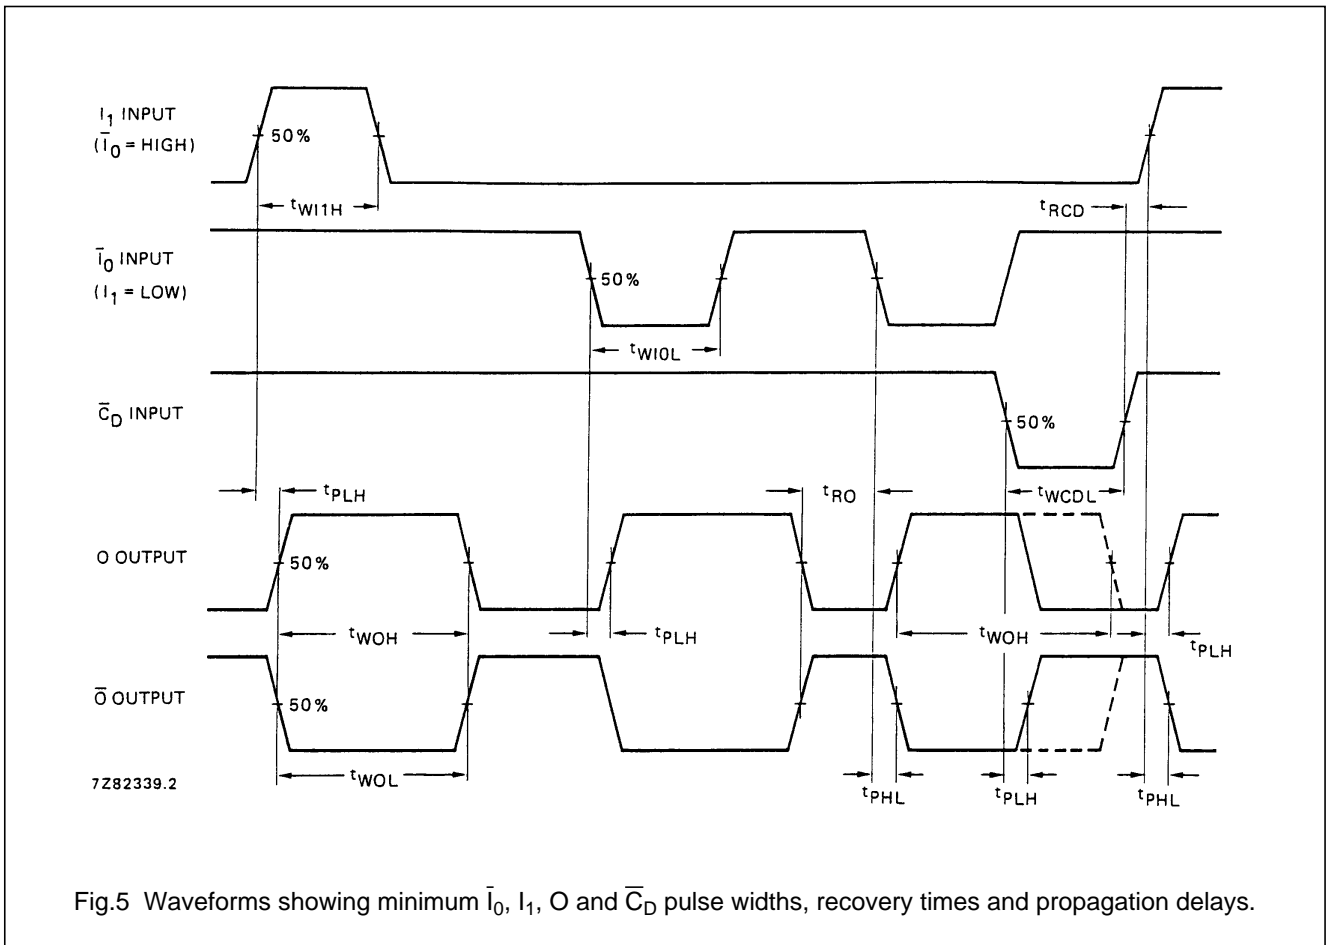 I₁ INPUT
(Ī₀ = HIGH)
50%
tWI1H
tRCD
Ī₀ INPUT
(I₁ = LOW)
50%
tWI0L
C̅D INPUT
50%
tPLH
tRO
tWCDL
O OUTPUT
50%
tWOH
tPLH
tWOH
tPLH
O̅ OUTPUT
50%
7Z82339.2
tWOL
tPHL
tPLH
tPHL
Fig.5 Waveforms showing minimum Ī₀, I₁, O and C̅D pulse widths, recovery times and propagation delays.